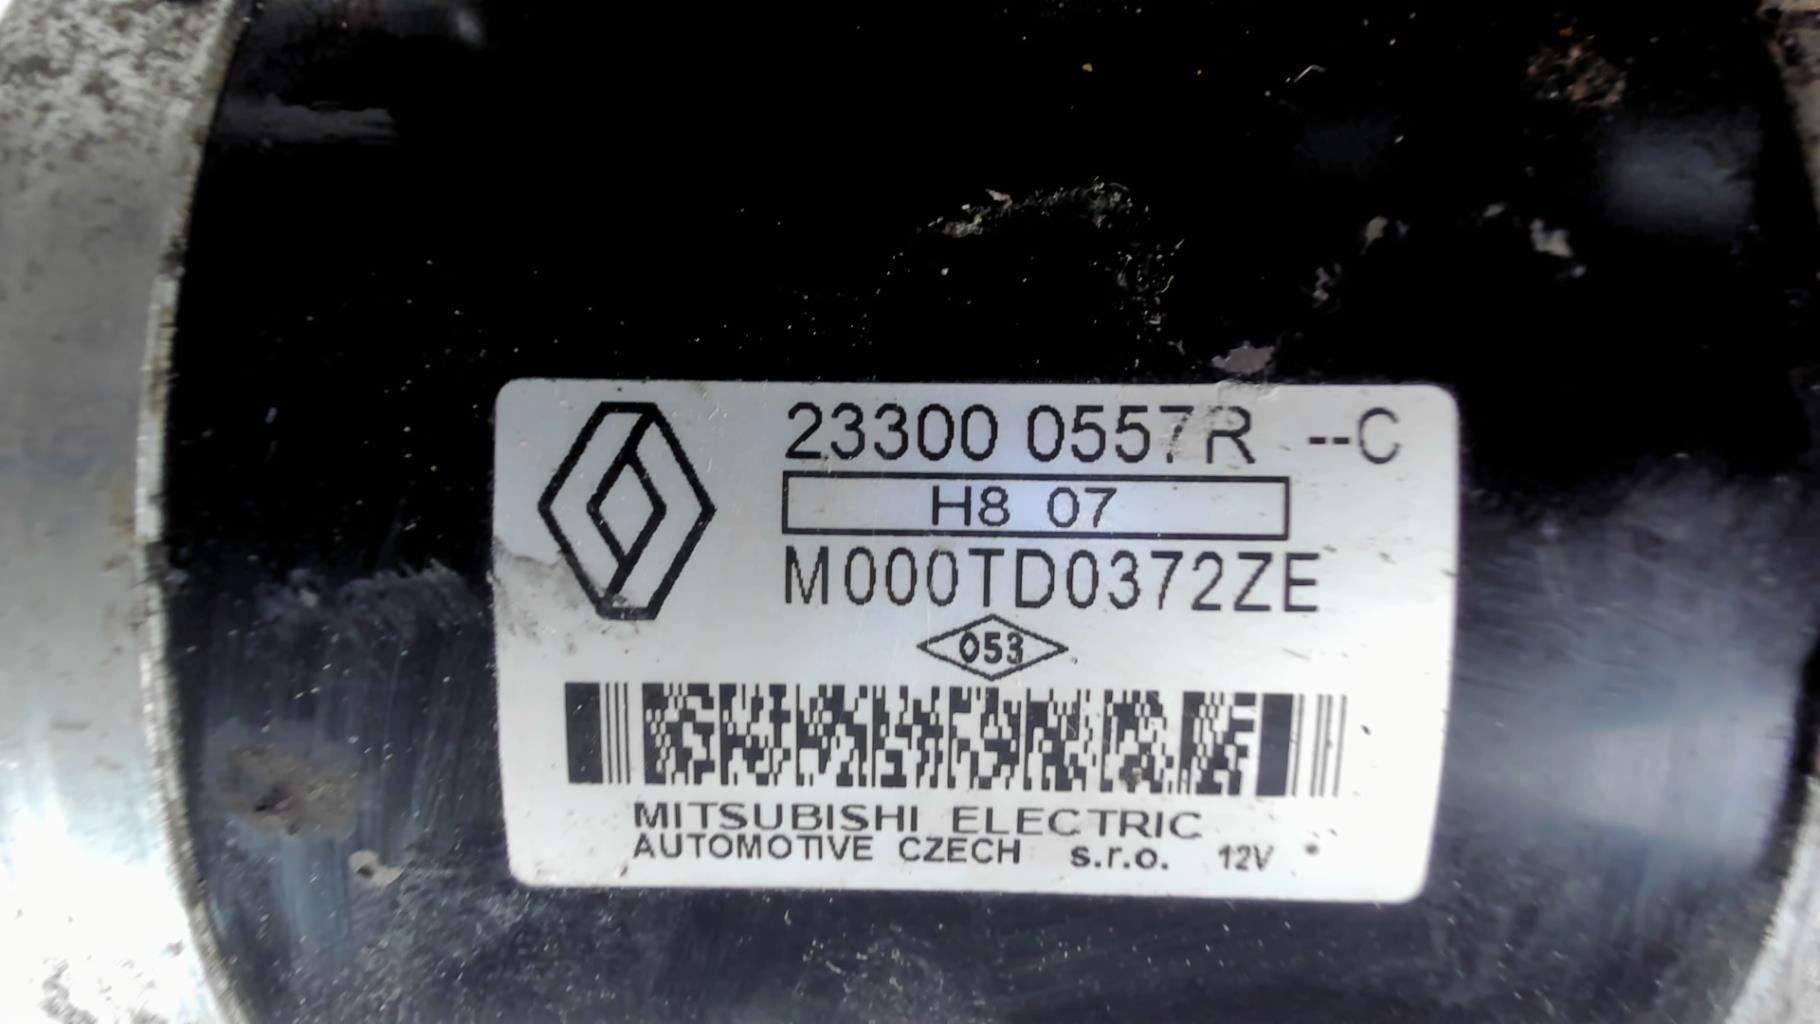 23300 0557R --C
H8 07
M000TD0372ZE
053
MITSUBISHI ELECTRIC
AUTOMOTIVE CZECH s.r.o. 12V